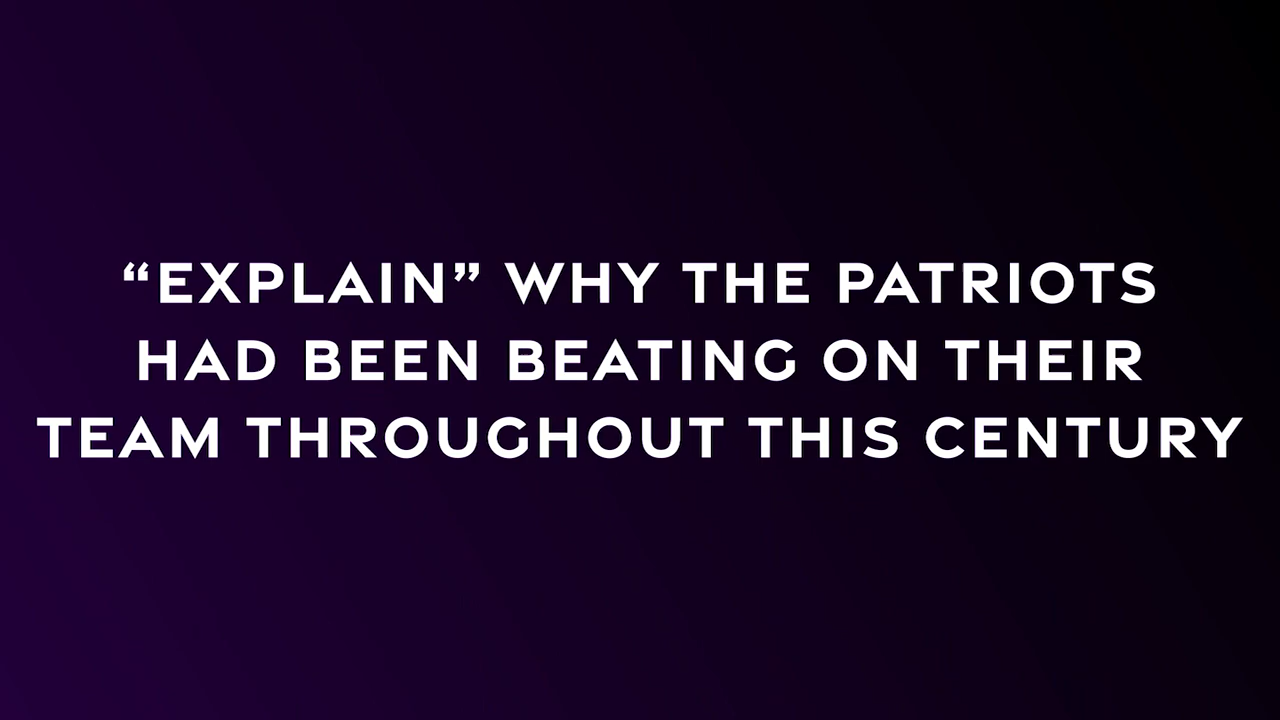 “EXPLAIN” WHY THE PATRIOTS
HAD BEEN BEATING ON THEIR
TEAM THROUGHOUT THIS CENTURY